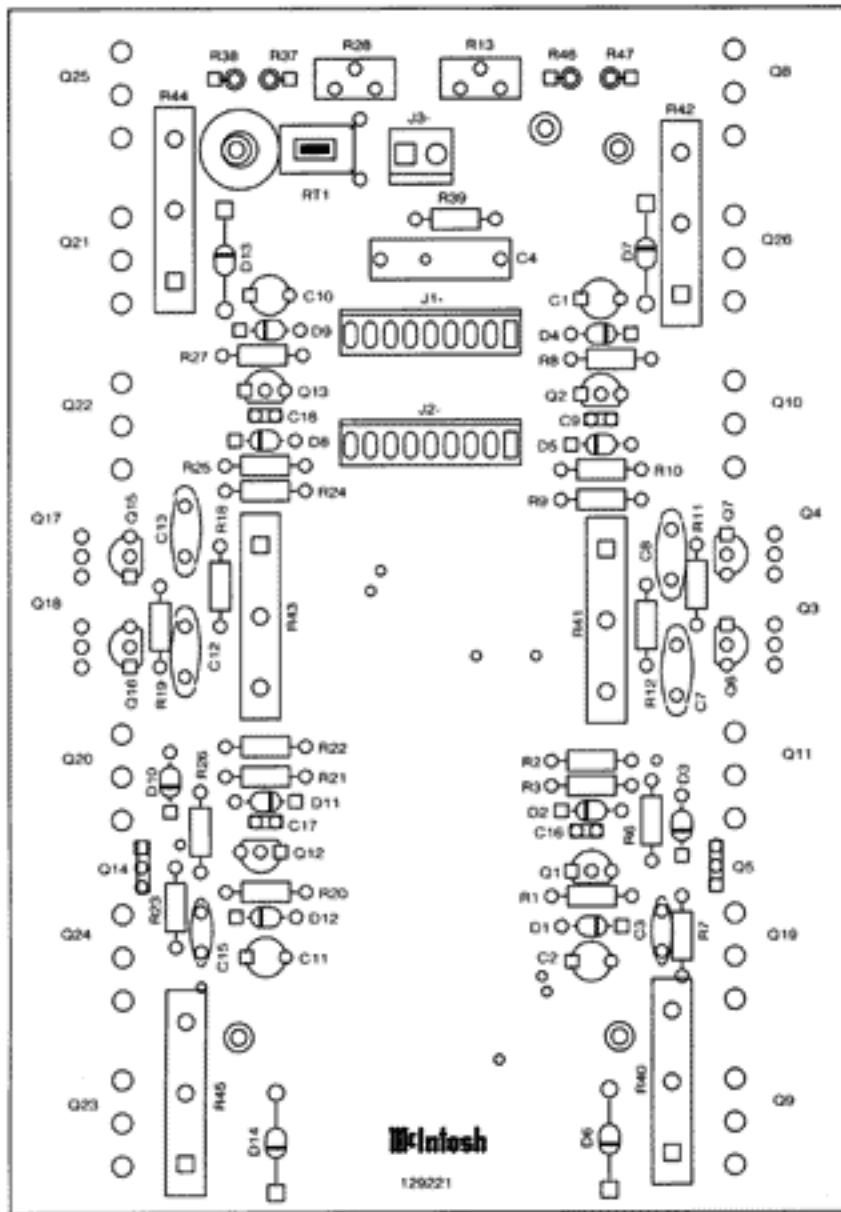 R38 R37 R28 R13 R46 R47
Q25 Q8
R44 R42
J3-
RT1
R39
Q21 D13 D7 Q26
C4
C10 J1- C1
D9 D4
R27 R8
Q22 Q13 Q2 Q10
C18 J2- C9
D8 D5
R25 R10
R24 R9
Q17 Q15 C13 R18 R11 Q7 Q4
C8
Q18 R43 R41 Q3
C12
Q16 R19 R12 C7 Q6
R22 R2
Q20 Q11
D10 R26 R21 R3 D3
D11 D2
C17 C16 R6
Q14 Q12 Q1 Q5
R20 R1
R23
Q24 D12 D1 C3 R7 Q19
C15 C11 C2
R45 R40
Q23 Q9
D14 D6
McIntosh
129221